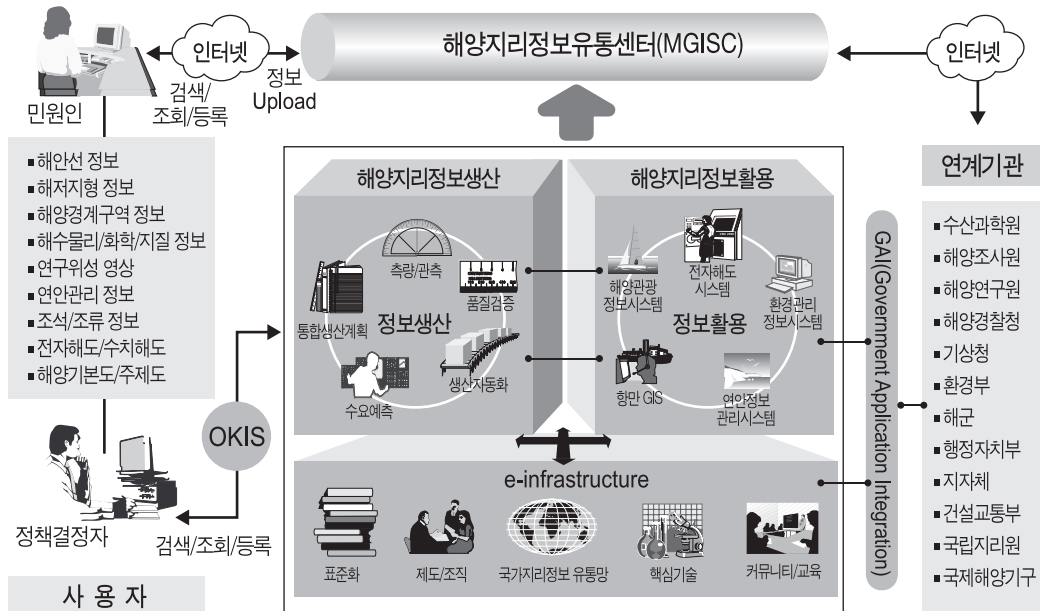 해양지리정보유통센터(MGISC)
인터넷
인터넷
정보
Upload
검색/
조회/등록
민원인
■ 해안선 정보
■ 해저지형 정보
■ 해양경계구역 정보
■ 해수물리/화학/지질 정보
■ 연구위성 영상
■ 연안관리 정보
■ 조석/조류 정보
■ 전자해도/수치해도
■ 해양기본도/주제도
정책결정자
사 용 자
OKIS
검색/조회/등록
해양지리정보생산
측량/관측
통합생산계획
품질검증
정보생산
수요예측
생산자동화
해양지리정보활용
해양관광
정보시스템
전자해도
시스템
환경관리
정보시스템
정보활용
항만 GIS
연안정보
관리시스템
e-infrastructure
표준화
제도/조직
국가지리정보 유통망
핵심기술
커뮤니티/교육
GAI(Government Application Integration)
연계기관
■ 수산과학원
■ 해양조사원
■ 해양연구원
■ 해양경찰청
■ 기상청
■ 환경부
■ 해군
■ 행정자치부
■ 지자체
■ 건설교통부
■ 국립지리원
■ 국제해양기구